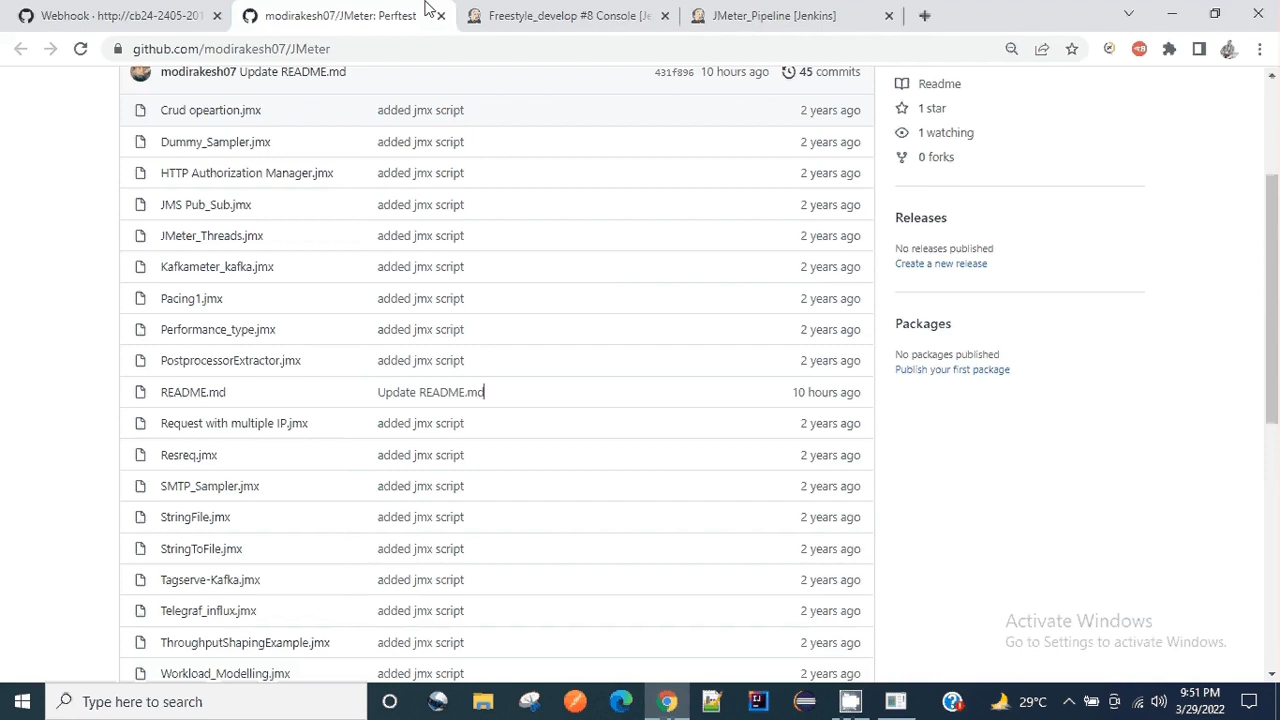 Webhook - http://cb24-2405-201
modirakesh07/JMeter: Perftest
Freestyle_develop #8 Console [Je
JMeter_Pipeline [Jenkins]
github.com/modirakesh07/JMeter
modirakesh07 Update README.md 431f896 10 hours ago 45 commits
Crud opeartion.jmx added jmx script 2 years ago
Dummy_Sampler.jmx added jmx script 2 years ago
HTTP Authorization Manager.jmx added jmx script 2 years ago
JMS Pub_Sub.jmx added jmx script 2 years ago
JMeter_Threads.jmx added jmx script 2 years ago
Kafkameter_kafka.jmx added jmx script 2 years ago
Pacing1.jmx added jmx script 2 years ago
Performance_type.jmx added jmx script 2 years ago
PostprocessorExtractor.jmx added jmx script 2 years ago
README.md Update README.md 10 hours ago
Request with multiple IP.jmx added jmx script 2 years ago
Resreq.jmx added jmx script 2 years ago
SMTP_Sampler.jmx added jmx script 2 years ago
StringFile.jmx added jmx script 2 years ago
StringToFile.jmx added jmx script 2 years ago
Tagserve-Kafka.jmx added jmx script 2 years ago
Telegraf_influx.jmx added jmx script 2 years ago
ThroughputShapingExample.jmx added jmx script 2 years ago
Workload_Modelling.jmx added jmx script 2 years ago
Readme
1 star
1 watching
0 forks
Releases
No releases published
Create a new release
Packages
No packages published
Publish your first package
Activate Windows
Go to Settings to activate Windows.
Type here to search
29°C
9:51 PM
3/29/2022